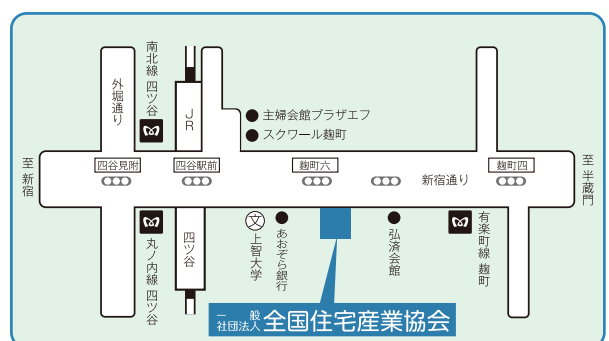 南北線 四ツ谷
外堀通り
JR
主婦会館プラザエフ
スクワール麹町
至 新宿
四谷見附
四谷駅前
麹町六
新宿通り
麹町四
至 半蔵門
丸ノ内線 四ツ谷
四ツ谷
文
上智大学
あおぞら銀行
弘済会館
有楽町線 麹町
一般社団法人 全国住宅産業協会